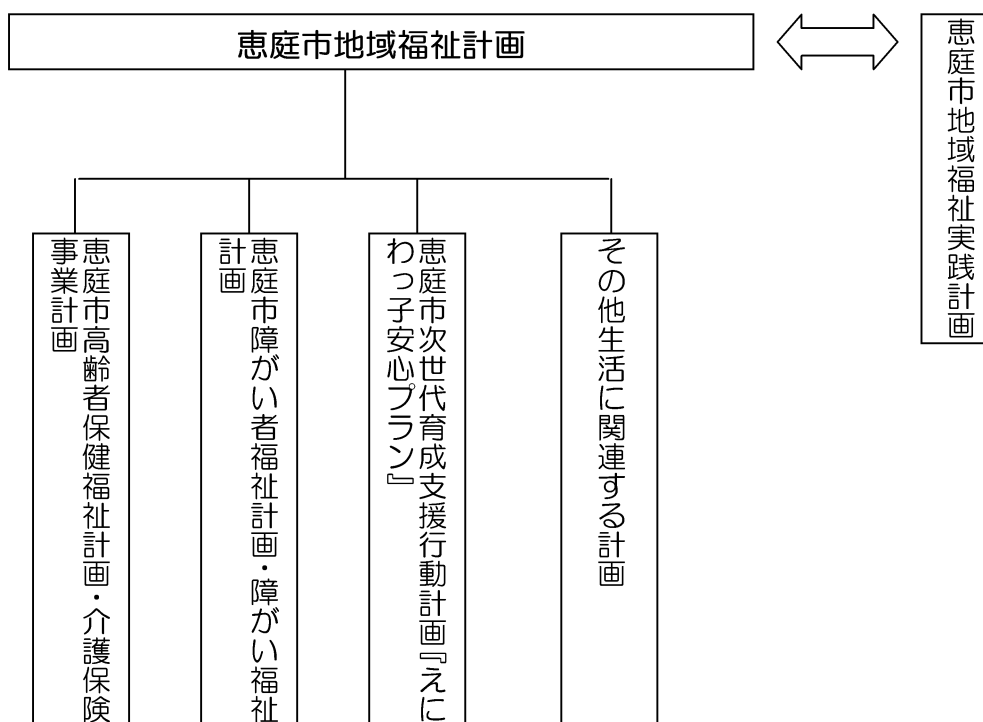 恵庭市地域福祉計画
恵庭市地域福祉実践計画
恵庭市高齢者保健福祉計画・介護保険
事業計画
恵庭市障がい者福祉計画・障がい福祉
計画
恵庭市次世代育成支援行動計画『えに
わっ子安心プラン』
その他生活に関連する計画